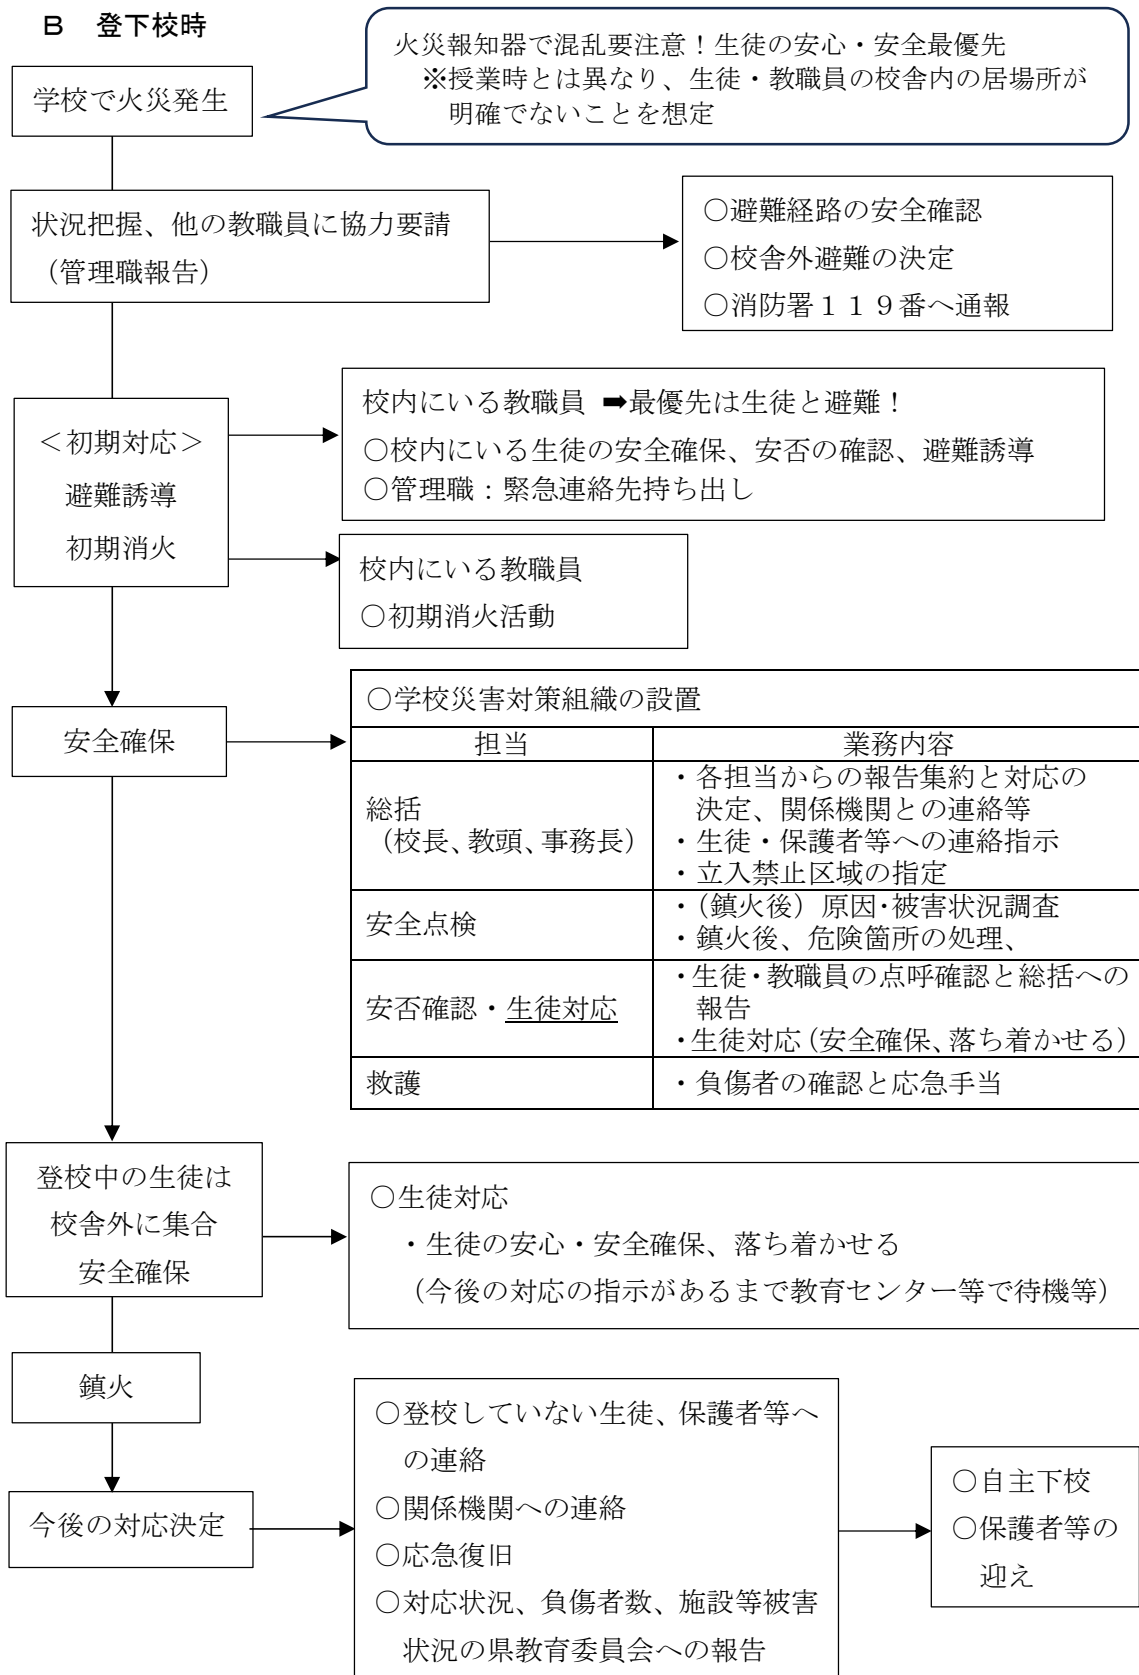 B 登下校時
火災報知器で混乱要注意！生徒の安心・安全最優先
※授業時とは異なり、生徒・教職員の校舎内の居場所が
明確でないことを想定
学校で火災発生
状況把握、他の教職員に協力要請
（管理職報告）
○避難経路の安全確認
○校舎外避難の決定
○消防署１１９番へ通報
＜初期対応＞
避難誘導
初期消火
校内にいる教職員 ➡最優先は生徒と避難！
○校内にいる生徒の安全確保、安否の確認、避難誘導
○管理職：緊急連絡先持ち出し
校内にいる教職員
○初期消火活動
安全確保
○学校災害対策組織の設置
担当
業務内容
総括
（校長、教頭、事務長）
・各担当からの報告集約と対応の
決定、関係機関との連絡等
・生徒・保護者等への連絡指示
・立入禁止区域の指定
安全点検
・（鎮火後）原因・被害状況調査
・鎮火後、危険箇所の処理、
安否確認・生徒対応
・生徒・教職員の点呼確認と総括への
報告
・生徒対応（安全確保、落ち着かせる）
救護
・負傷者の確認と応急手当
登校中の生徒は
校舎外に集合
安全確保
○生徒対応
・生徒の安心・安全確保、落ち着かせる
（今後の対応の指示があるまで教育センター等で待機等）
鎮火
今後の対応決定
○登校していない生徒、保護者等へ
の連絡
○関係機関への連絡
○応急復旧
○対応状況、負傷者数、施設等被害
状況の県教育委員会への報告
○自主下校
○保護者等の
迎え